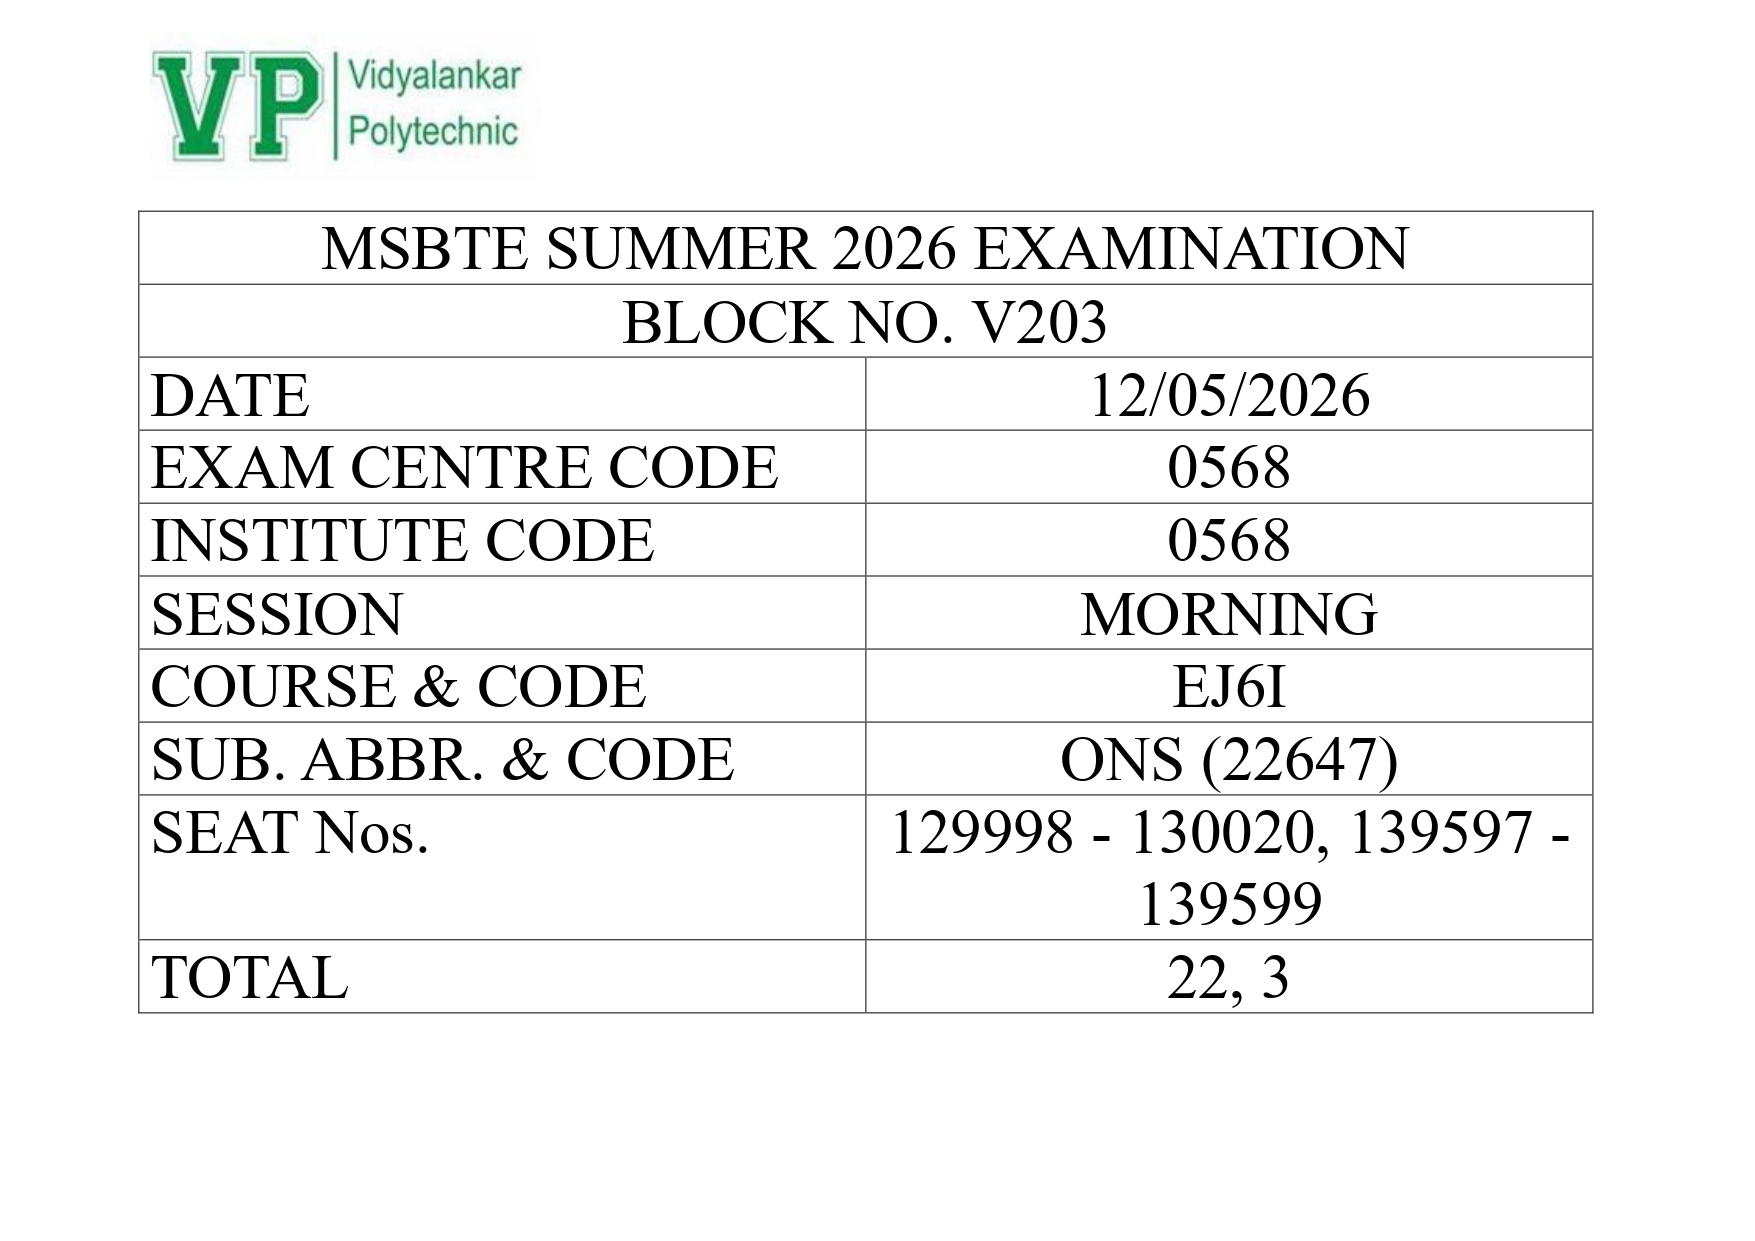 VP Vidyalankar
Polytechnic
MSBTE SUMMER 2026 EXAMINATION
BLOCK NO. V203
DATE 12/05/2026
EXAM CENTRE CODE 0568
INSTITUTE CODE 0568
SESSION MORNING
COURSE & CODE EJ6I
SUB. ABBR. & CODE ONS (22647)
SEAT Nos. 129998 - 130020, 139597 -
139599
TOTAL 22, 3